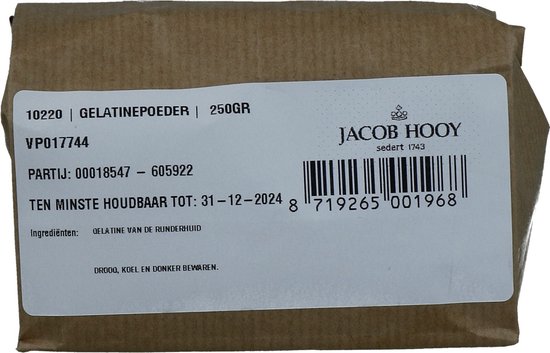 10220 | GELATINEPOEDER | 250GR
VP017744
PARTIJ: 00018547 - 605922
TEN MINSTE HOUDBAAR TOT: 31-12-2024
Ingrediënten: GELATINE VAN DE RUNDERHUID
DROOG, KOEL EN DONKER BEWAREN.
JACOB HOOY
sedert 1743
8 719265 001968